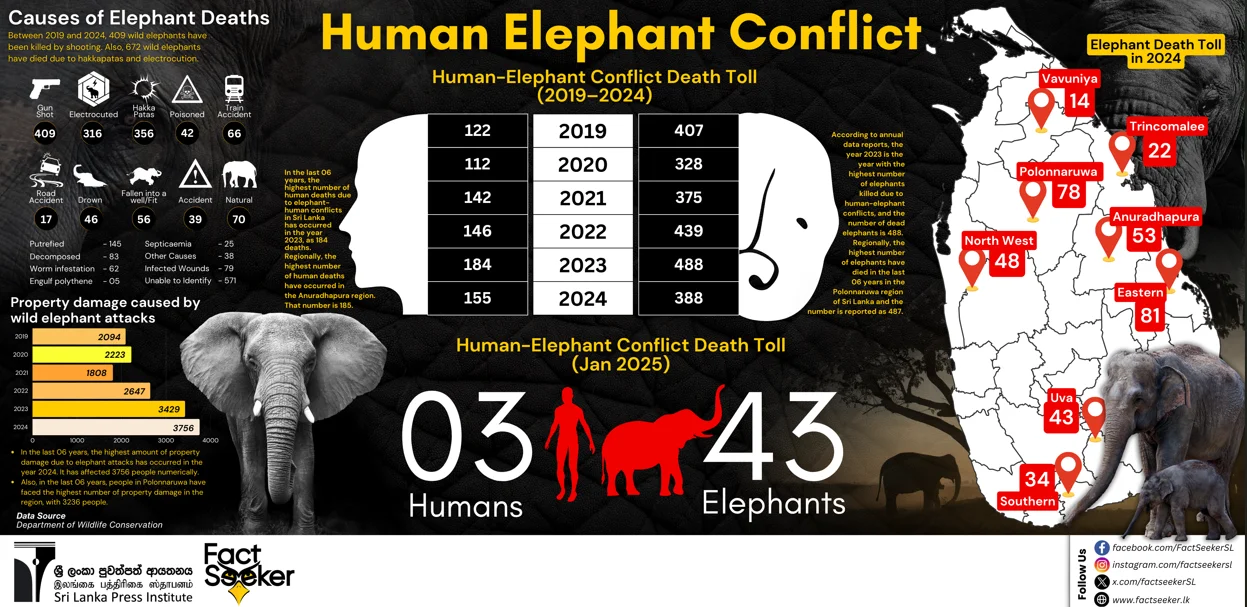 Causes of Elephant Deaths
Between 2019 and 2024, 409 wild elephants have
been killed by shooting. Also, 672 wild elephants
have died due to hakkapatas and electrocution.
Gun
Shot
409
Electrocuted
316
Hakka
Patas
356
Poisoned
42
Train
Accident
66
Road
Accident
17
Drown
46
Fallen into a
well/Fit
56
Accident
39
Natural
70
Putrefied - 145
Decomposed - 83
Worm infestation - 62
Engulf polythene - 05
Septicaemia - 25
Other Causes - 38
Infected Wounds - 79
Unable to Identify - 571
Property damage caused by
wild elephant attacks
2019 2094
2020 2223
2021 1808
2022 2647
2023 3429
2024 3756
0 1000 2000 3000 4000
• In the last 06 years, the highest amount of property
damage due to elephant attacks has occurred in the
year 2024. It has affected 3756 people numerically.
• Also, in the last 06 years, people in Polonnaruwa have
faced the highest number of property damage in the
region, with 3236 people.
Data Source
Department of Wildlife Conservation
Human Elephant Conflict
Human-Elephant Conflict Death Toll
(2019–2024)
In the last 06
years, the
highest number of
human deaths due
to elephant-
human conflicts
in Sri Lanka
has occurred
in the year
2023, as 184
deaths.
Regionally, the
highest number
of human deaths
have occurred in
the Anuradhapura region.
That number is 185.
122 2019 407
112 2020 328
142 2021 375
146 2022 439
184 2023 488
155 2024 388
According to annual
data reports, the
year 2023 is the
year with the
highest number
of elephants
killed due to
human-elephant
conflicts, and the
number of dead
elephants is 488.
Regionally, the
highest number
of elephants have
died in the last
06 years in the
Polonnaruwa region
of Sri Lanka and the
number is reported as 487.
Human-Elephant Conflict Death Toll
(Jan 2025)
03
Humans
43
Elephants
Elephant Death Toll
in 2024
Vavuniya
14
Trincomalee
22
Polonnaruwa
78
Anuradhapura
53
North West
48
Eastern
81
Uva
43
34
Southern
ශ්‍රී ලංකා පුවත්පත් ආයතනය
இலங்கை பத்திரிகை ஸ்தாபனம்
Sri Lanka Press Institute
Fact
Seeker
Follow Us
facebook.com/FactSeekerSL
instagram.com/factseekersl
x.com/factseekerSL
www.factseeker.lk